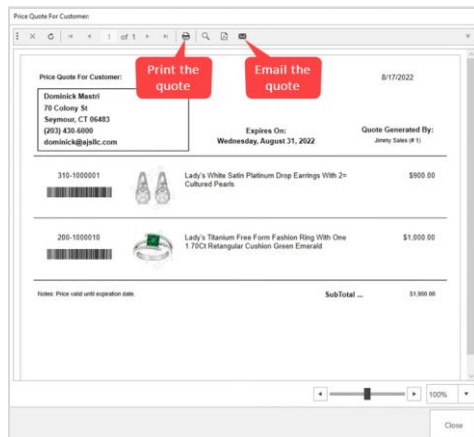 Price Quote For Customer:
1 of 1
Print the
quote
Email the
quote
Price Quote For Customer:
8/17/2022
Dominick Mastri
70 Colony St
Seymour, CT 06483
(203) 430-6000
dominick@ajsllc.com
Expires On:
Wednesday, August 31, 2022
Quote Generated By:
Jimmy Sales (# 1)
310-1000001
Lady's White Satin Platinum Drop Earrings With 2=
Cultured Pearls
$900.00
200-1000010
Lady's Titanium Free Form Fashion Ring With One
1.70Ct Retangular Cushion Green Emerald
$1,000.00
Notes: Price valid until expiration date.
SubTotal ...
$1,900.00
100%
Close